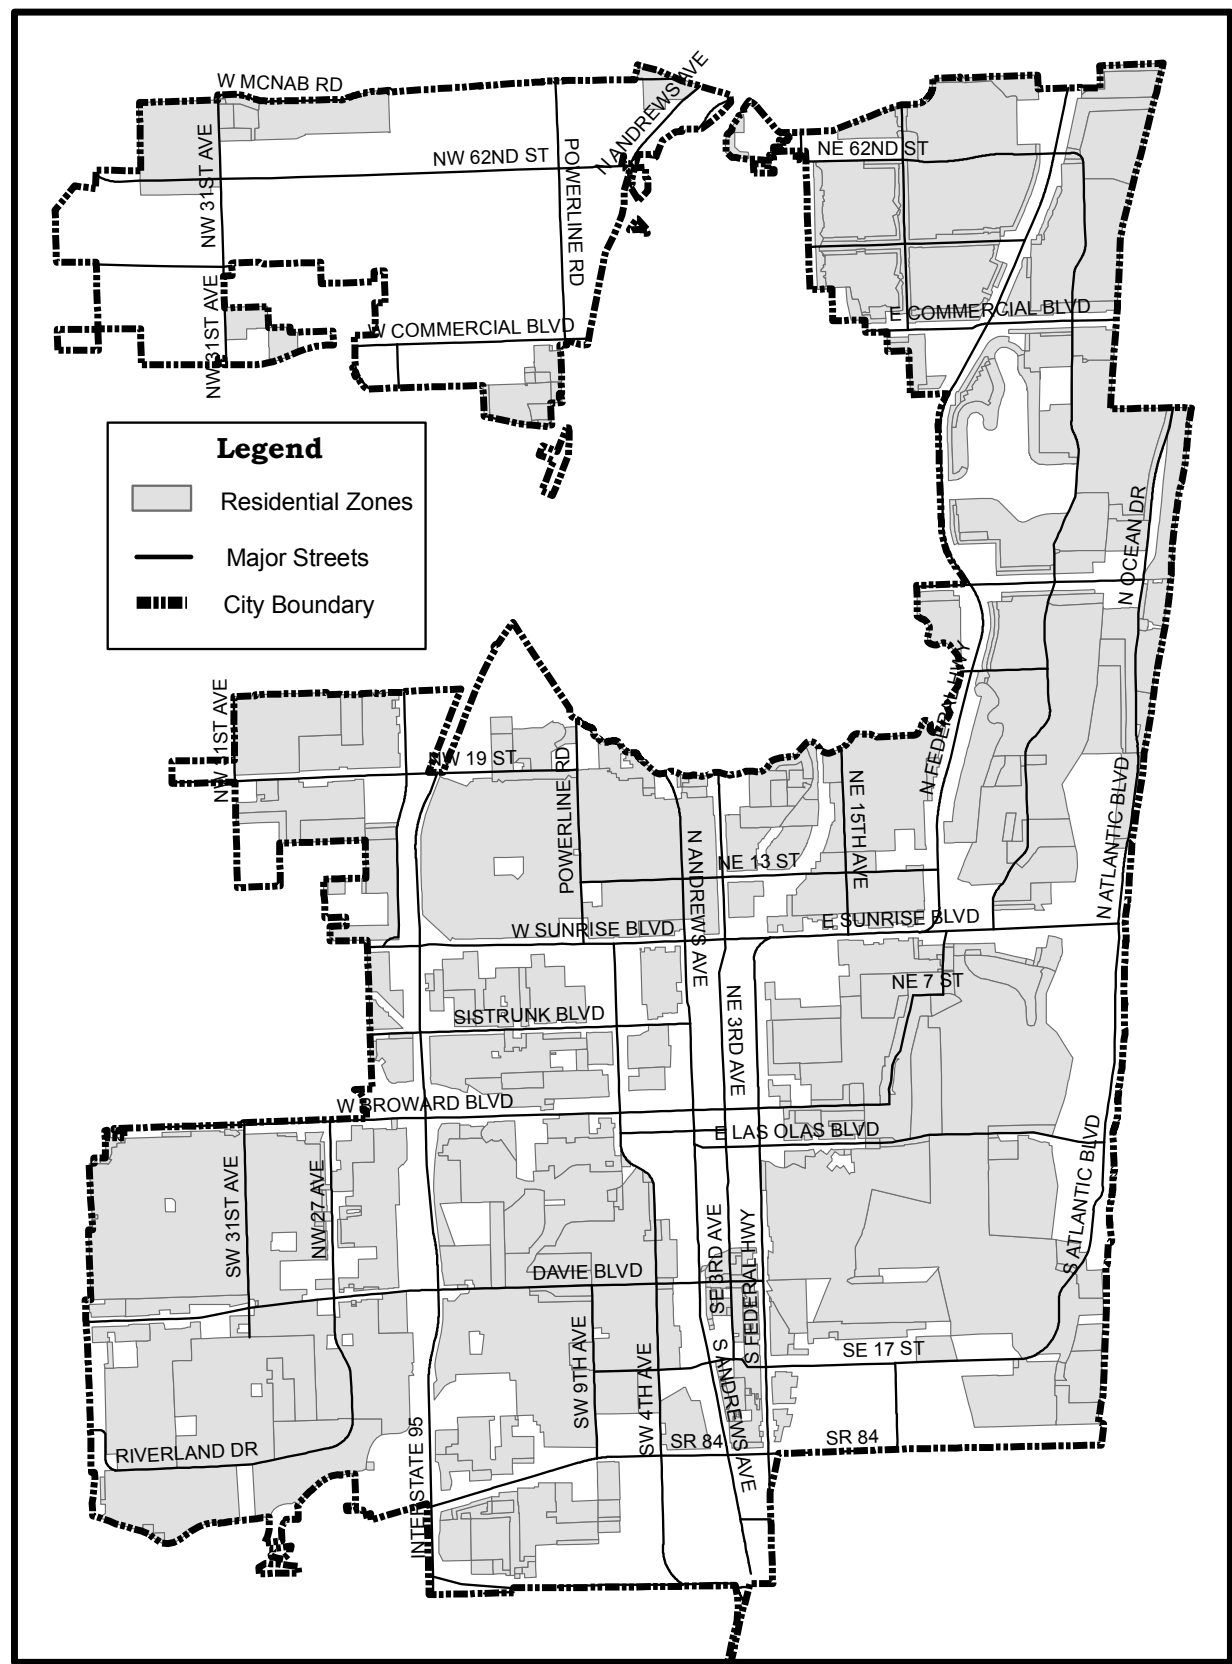 W MCNAB RD
N ANDREWS AVE
NW 31ST AVE
NW 62ND ST
POWERLINE RD
NE 62ND ST
NW 31ST AVE
W COMMERCIAL BLVD
E COMMERCIAL BLVD
Legend
Residential Zones
Major Streets
City Boundary
N OCEAN DR
N FEDERAL HWY
NW 31ST AVE
NW 19 ST
POWERLINE RD
N ANDREWS AVE
NE 13 ST
NE 15TH AVE
N ATLANTIC BLVD
W SUNRISE BLVD
E SUNRISE BLVD
NE 7 ST
SISTRUNK BLVD
NE 3RD AVE
W BROWARD BLVD
E LAS OLAS BLVD
SW 31ST AVE
NW 27 AVE
S ATLANTIC BLVD
DAVIE BLVD
SE 3RD AVE
S FEDERAL HWY
SE 17 ST
SW 9TH AVE
SW 4TH AVE
S ANDREWS AVE
RIVERLAND DR
INTERSTATE 95
SR 84
SR 84